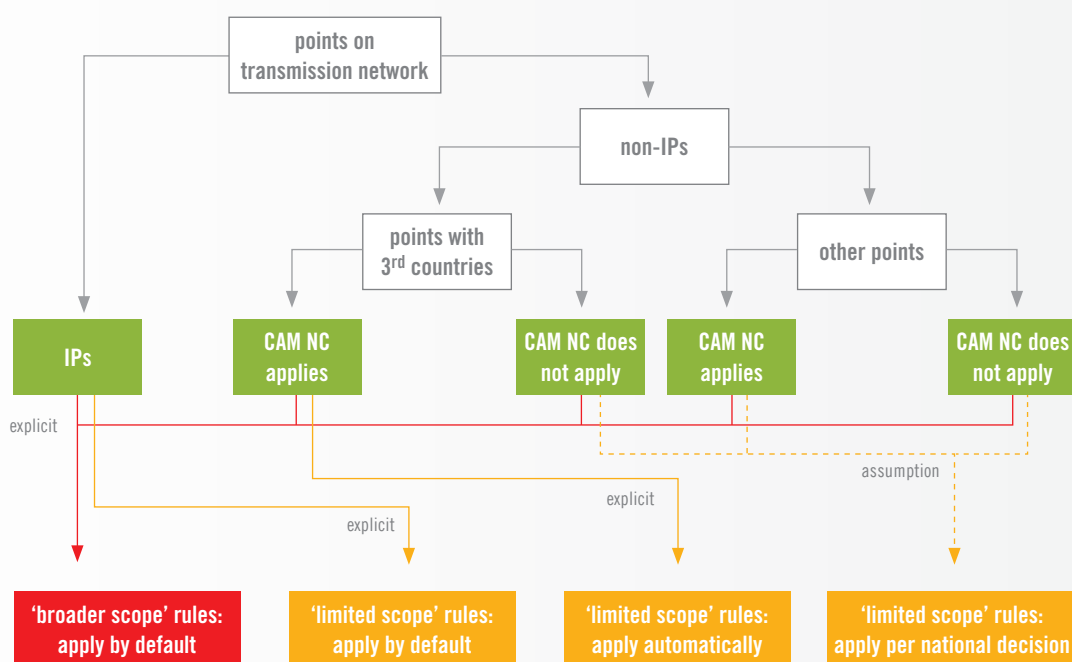 points on
transmission network
non-IPs
points with
3rd countries
other points
IPs
CAM NC
applies
CAM NC does
not apply
CAM NC
applies
CAM NC does
not apply
explicit
assumption
explicit
explicit
‘broader scope’ rules:
apply by default
‘limited scope’ rules:
apply by default
‘limited scope’ rules:
apply automatically
‘limited scope’ rules:
apply per national decision